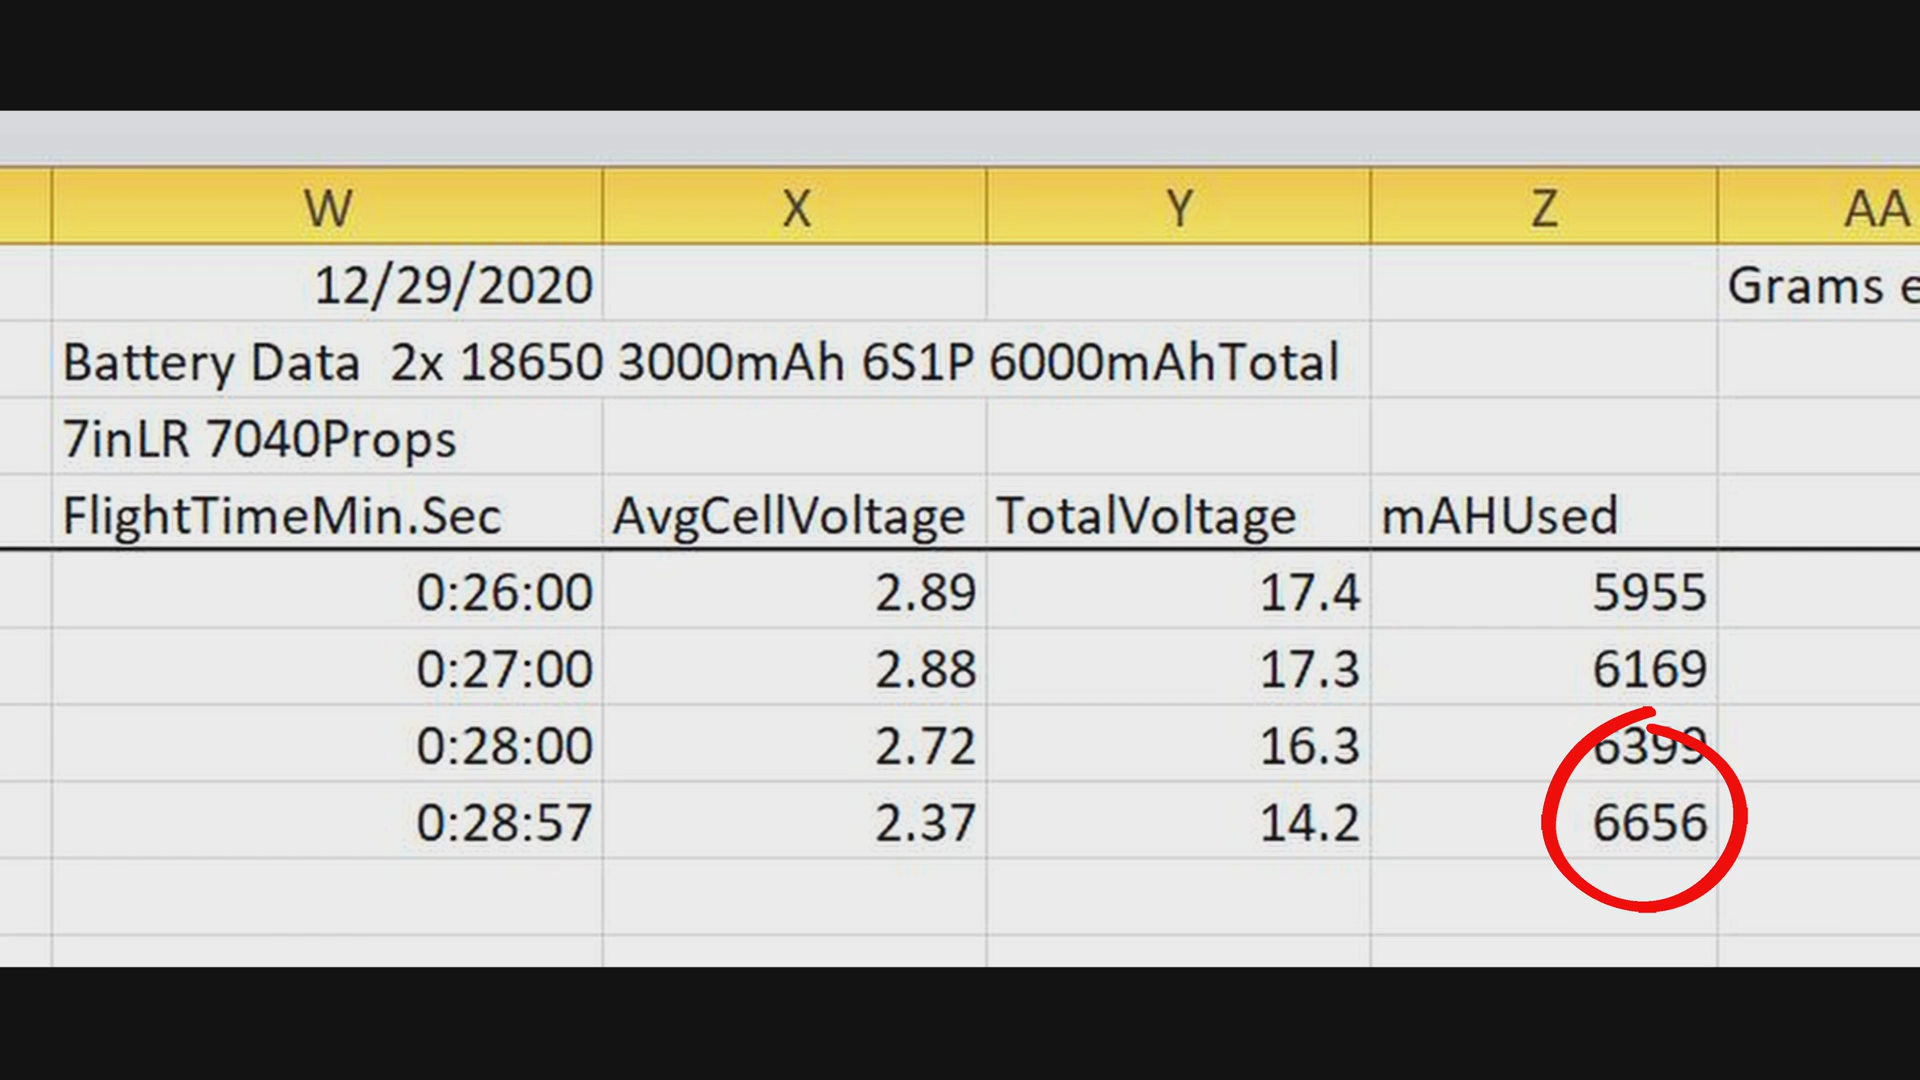 W X Y Z AA
12/29/2020 Grams e
Battery Data 2x 18650 3000mAh 6S1P 6000mAhTotal
7inLR 7040Props
FlightTimeMin.Sec AvgCellVoltage TotalVoltage mAHUsed
0:26:00 2.89 17.4 5955
0:27:00 2.88 17.3 6169
0:28:00 2.72 16.3 6399
0:28:57 2.37 14.2 6656